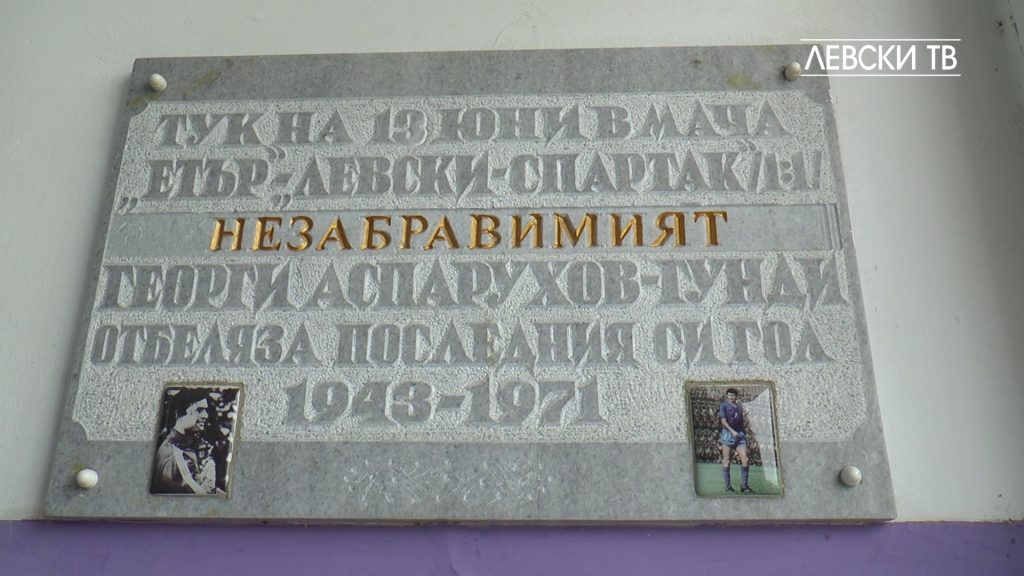 ЛЕВСКИ ТВ
ТУК НА 13 ЮНИ В МАЧА
„ЕТЪР“-„ЛЕВСКИ-СПАРТАК“/1:1/
НЕЗАБРАВИМИЯТ
ГЕОРГИ АСПАРУХОВ-ГУНДИ
ОТБЕЛЯЗА ПОСЛЕДНИЯ СИ ГОЛ
1943-1971